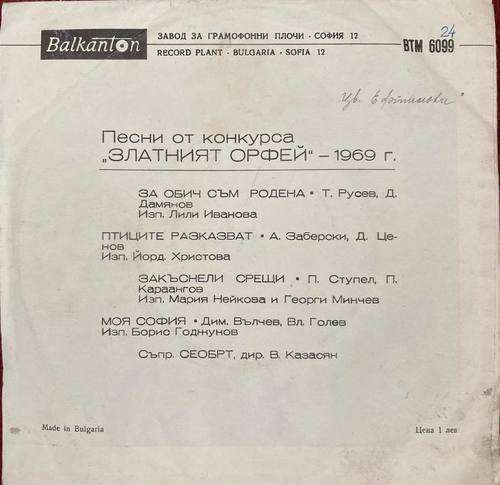 Balkanton
ЗАВОД ЗА ГРАМОФОННИ ПЛОЧИ · СОФИЯ 12
RECORD PLANT · BULGARIA · SOFIA 12
24
ВТМ 6099
Цв.
Песни от конкурса
„ЗЛАТНИЯТ ОРФЕЙ“ – 1969 г.
ЗА ОБИЧ СЪМ РОДЕНА • Т. Русев, Д.
Дамянов
Изп. Лили Иванова
ПТИЦИТЕ РАЗКАЗВАТ • А. Заберски, Д. Це-
нов
Изп. Йорд. Христова
ЗАКЪСНЕЛИ СРЕЩИ • П. Ступел, П.
Караангов
Изп. Мария Нейкова и Георги Минчев
МОЯ СОФИЯ • Дим. Вълчев, Вл. Голев
Изп. Борис Годжунов
Съпр. СЕОБРТ, дир. В. Казасян
Made in Bulgaria
Цена 1 лев